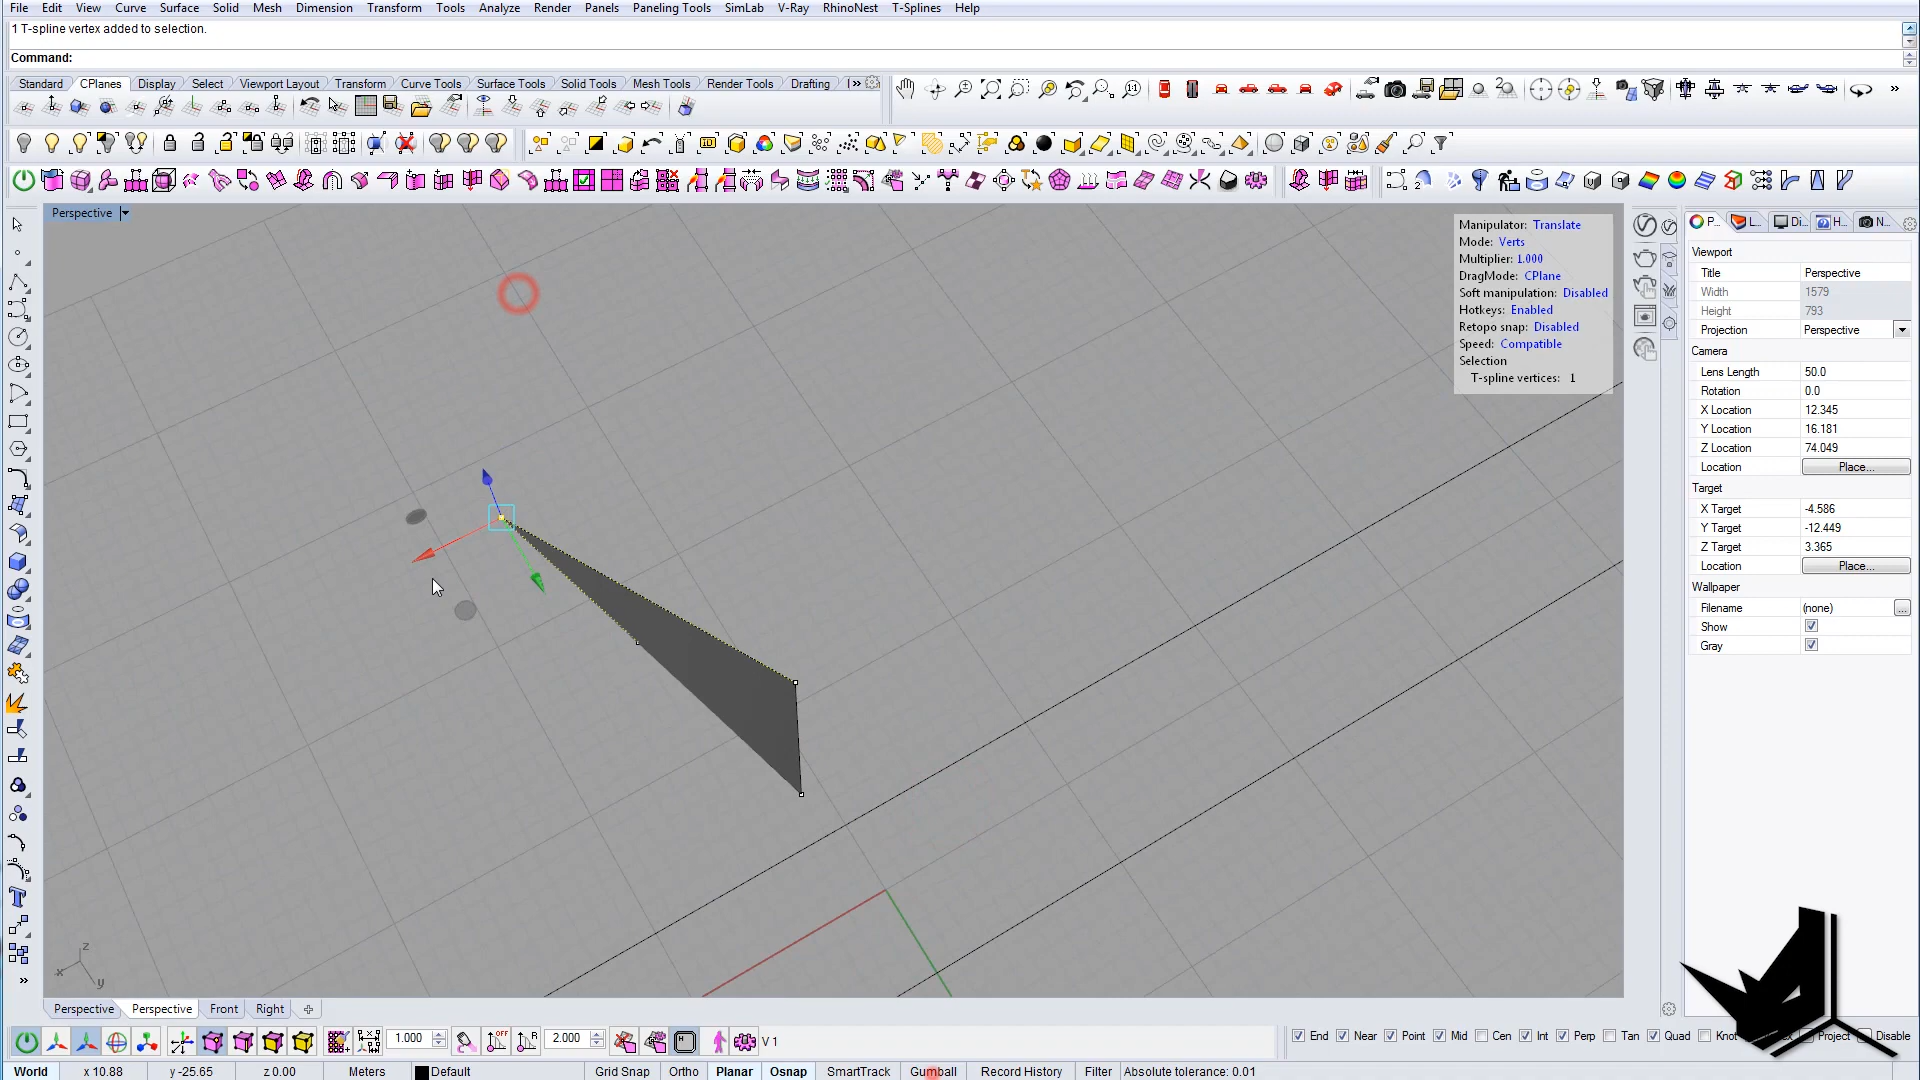 File Edit View Curve Surface Solid Mesh Dimension Transform Tools Analyze Render Panels Paneling Tools SimLab V-Ray RhinoNest T-Splines Help
1 T-spline vertex added to selection.
Command:
Standard CPlanes Display Select Viewport Layout Transform Curve Tools Surface Tools Solid Tools Mesh Tools Render Tools Drafting
Perspective
Manipulator: Translate
Mode: Verts
Multiplier: 1.000
DragMode: CPlane
Soft manipulation: Disabled
Hotkeys: Enabled
Retopo snap: Disabled
Speed: Compatible
Selection
T-spline vertices: 1
P... L... Di... H... N...
Viewport
Title Perspective
Width 1579
Height 793
Projection Perspective
Camera
Lens Length 50.0
Rotation 0.0
X Location 12.345
Y Location 16.181
Z Location 74.049
Location Place...
Target
X Target -4.586
Y Target -12.449
Z Target 3.365
Location Place...
Wallpaper
Filename (none) ...
Show
Gray
z
x
y
Perspective Perspective Front Right
1.000 OFF R 2.000 V 1
End Near Point Mid Cen Int Perp Tan Quad Knot Project Disable
World x 10.88 y -25.65 z 0.00 Meters Default Grid Snap Ortho Planar Osnap SmartTrack Gumball Record History Filter Absolute tolerance: 0.01